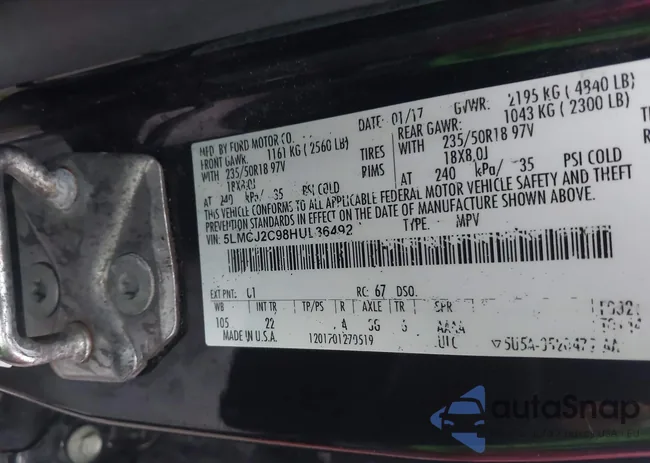 MFD. BY FORD MOTOR CO. DATE: 01/17 GVWR: 2195 KG ( 4840 LB)
FRONT GAWR: 1161 KG ( 2560 LB) REAR GAWR: 1043 KG ( 2300 LB)
WITH 235/50R18 97V TIRES WITH 235/50R18 97V
18X8.0J RIMS 18X8.0J
AT 240 kPa/ 35 PSI COLD AT 240 kPa/ 35 PSI COLD
THIS VEHICLE CONFORMS TO ALL APPLICABLE FEDERAL MOTOR VEHICLE SAFETY AND THEFT
PREVENTION STANDARDS IN EFFECT ON THE DATE OF MANUFACTURE SHOWN ABOVE.
VIN: 5LMCJ2C98HUL36492 TYPE: MPV
EXT PNT: RC: 67 DSO:
WB INT TR TP/PS R AXLE TR SPR
105 22 4 AAAA
MADE IN U.S.A. UTC
autoSnap